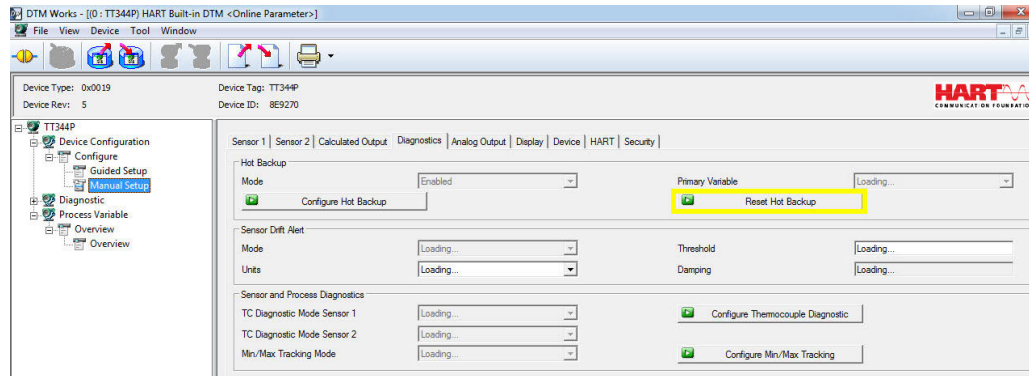 DTM Works - [(0 : TT344P) HART Built-in DTM <Online Parameter>]
File View Device Tool Window
Device Type: 0x0019 Device Tag: TT344P
Device Rev: 5 Device ID: 8E9270
HART
COMMUNICATION FOUNDATIO
TT344P
Device Configuration
Configure
Guided Setup
Manual Setup
Diagnostic
Process Variable
Overview
Overview
Sensor 1 Sensor 2 Calculated Output Diagnostics Analog Output Display Device HART Security
Hot Backup
Mode Enabled Primary Variable Loading...
Configure Hot Backup Reset Hot Backup
Sensor Drift Alert
Mode Loading... Threshold Loading...
Units Loading... Damping Loading...
Sensor and Process Diagnostics
TC Diagnostic Mode Sensor 1 Loading... Configure Thermocouple Diagnostic
TC Diagnostic Mode Sensor 2 Loading...
Min/Max Tracking Mode Loading... Configure Min/Max Tracking